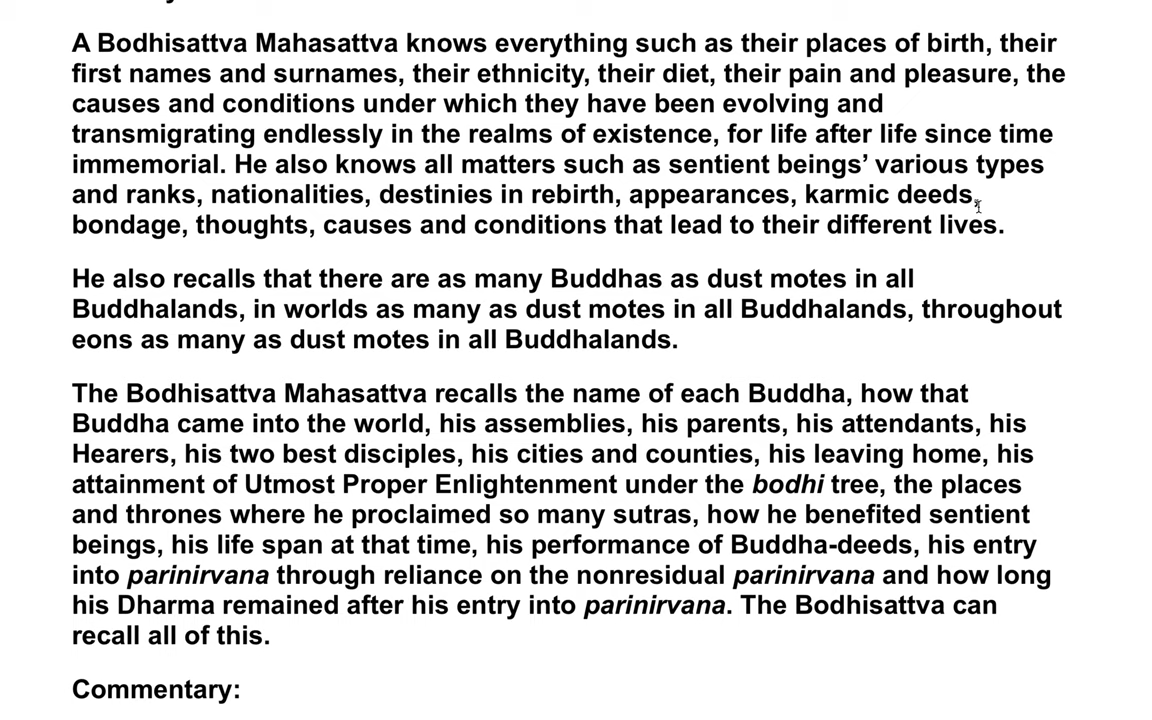 A Bodhisattva Mahasattva knows everything such as their places of birth, their
first names and surnames, their ethnicity, their diet, their pain and pleasure, the
causes and conditions under which they have been evolving and
transmigrating endlessly in the realms of existence, for life after life since time
immemorial. He also knows all matters such as sentient beings’ various types
and ranks, nationalities, destinies in rebirth, appearances, karmic deeds,
bondage, thoughts, causes and conditions that lead to their different lives.
He also recalls that there are as many Buddhas as dust motes in all
Buddhalands, in worlds as many as dust motes in all Buddhalands, throughout
eons as many as dust motes in all Buddhalands.
The Bodhisattva Mahasattva recalls the name of each Buddha, how that
Buddha came into the world, his assemblies, his parents, his attendants, his
Hearers, his two best disciples, his cities and counties, his leaving home, his
attainment of Utmost Proper Enlightenment under the bodhi tree, the places
and thrones where he proclaimed so many sutras, how he benefited sentient
beings, his life span at that time, his performance of Buddha-deeds, his entry
into parinirvana through reliance on the nonresidual parinirvana and how long
his Dharma remained after his entry into parinirvana. The Bodhisattva can
recall all of this.
Commentary: